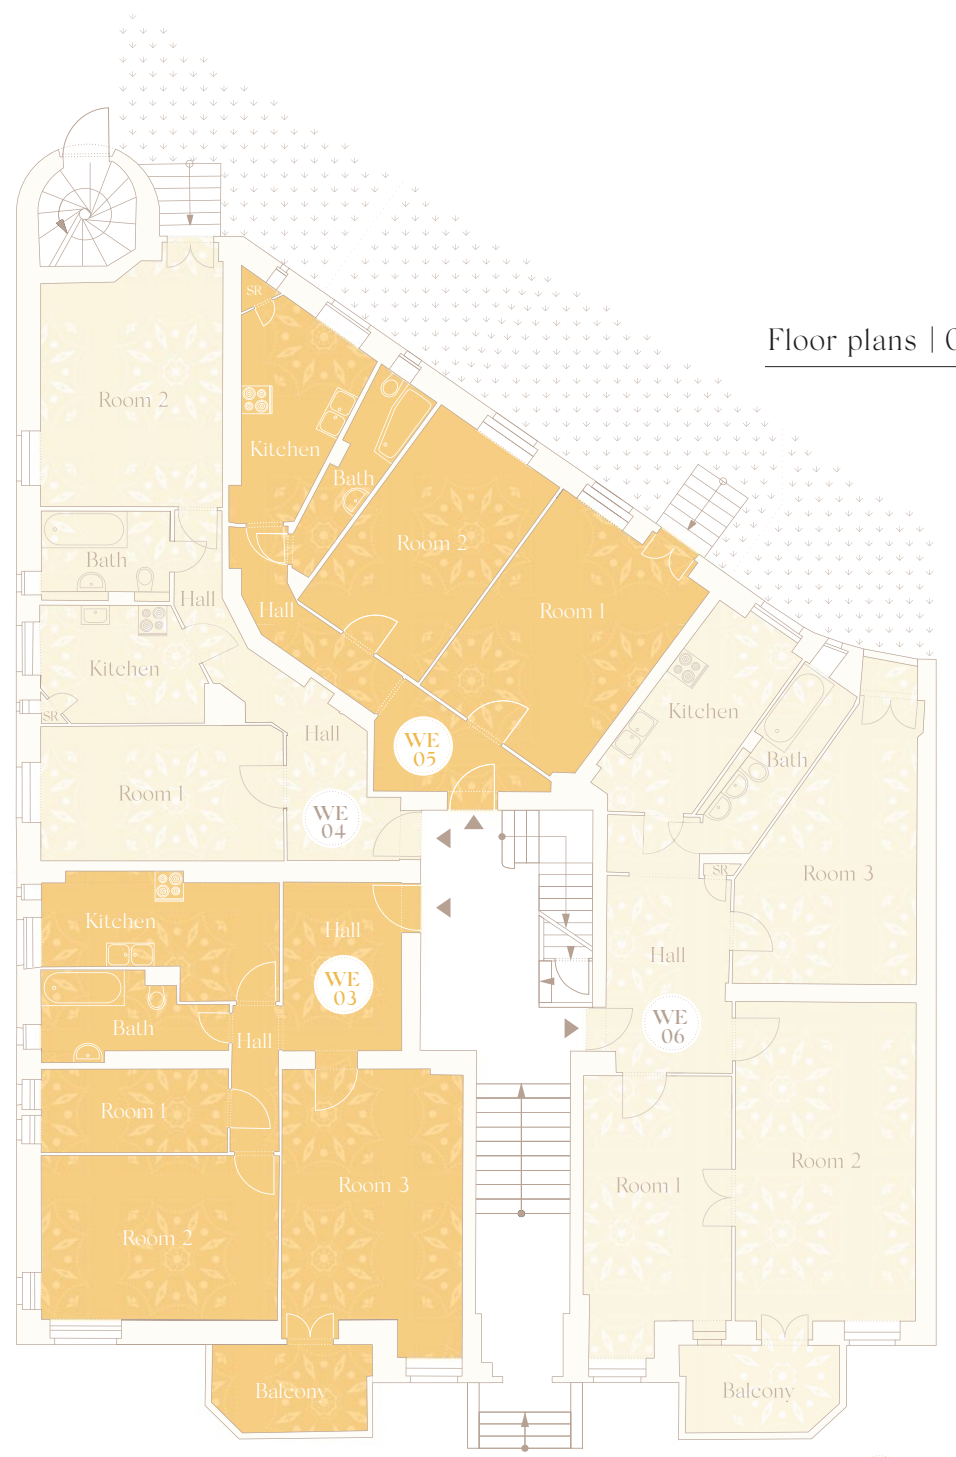 Floor plans | 0
SR
Room 2
Kitchen
Bath
Room 2
Bath
Hall
Hall
Room 1
Kitchen
SR
Hall
WE
05
Kitchen
Room 1
WE
04
Bath
Room 3
SR
Kitchen
Hall
Hall
WE
03
WE
06
Bath
Hall
Room 1
Room 2
Room 3
Room 1
Room 2
Balcony
Balcony